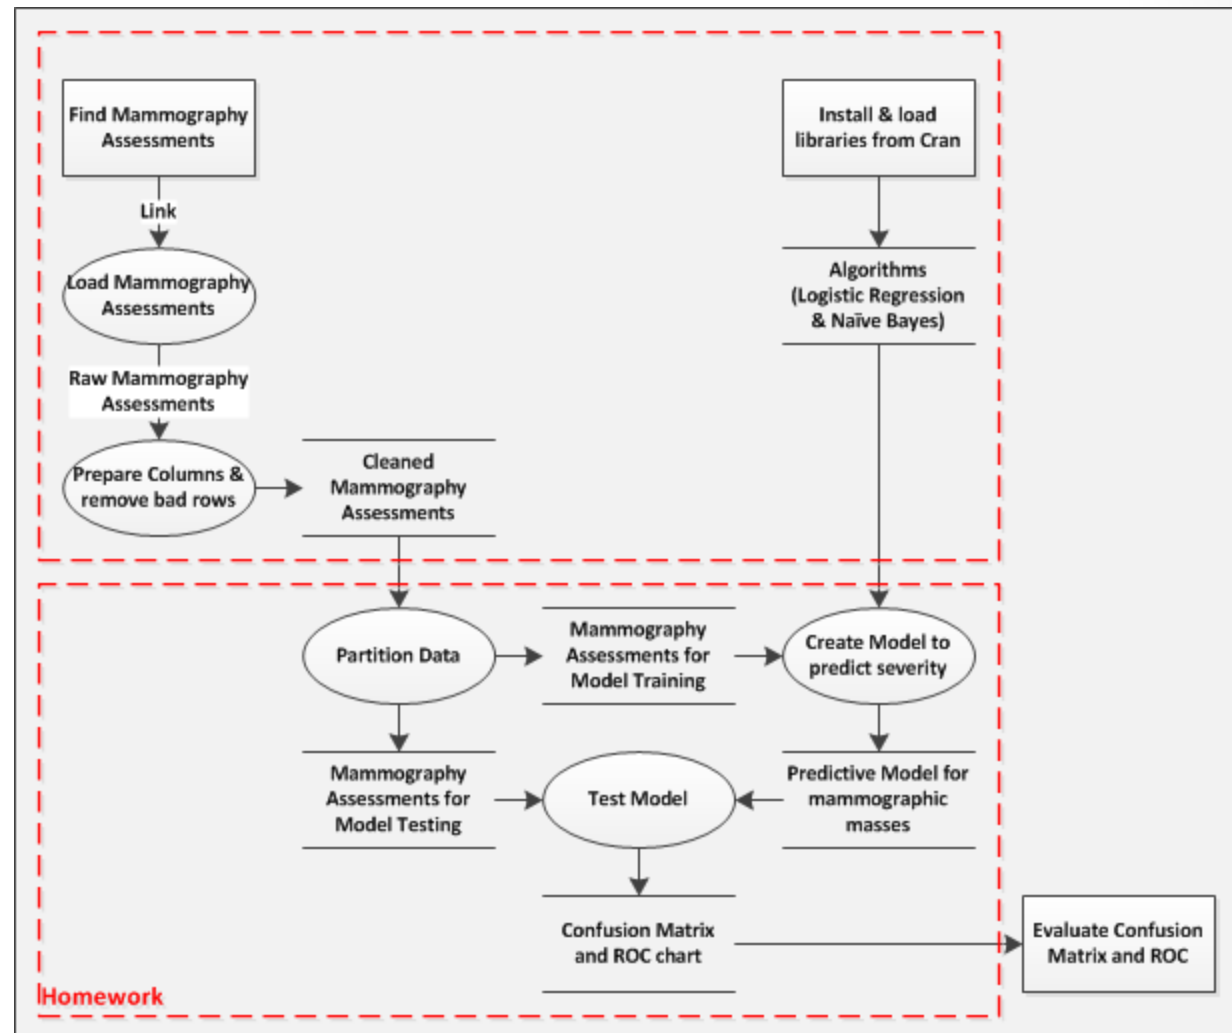 Find Mammography
Assessments
Install & load
libraries from Cran
Link
Load Mammography
Assessments
Algorithms
(Logistic Regression
& Naīve Bayes)
Raw Mammography
Assessments
Prepare Columns &
remove bad rows
Cleaned
Mammography
Assessments
Partition Data
Mammography
Assessments for
Model Training
Create Model to
predict severity
Mammography
Assessments for
Model Testing
Test Model
Predictive Model for
mammographic
masses
Confusion Matrix
and ROC chart
Evaluate Confusion
Matrix and ROC
Homework